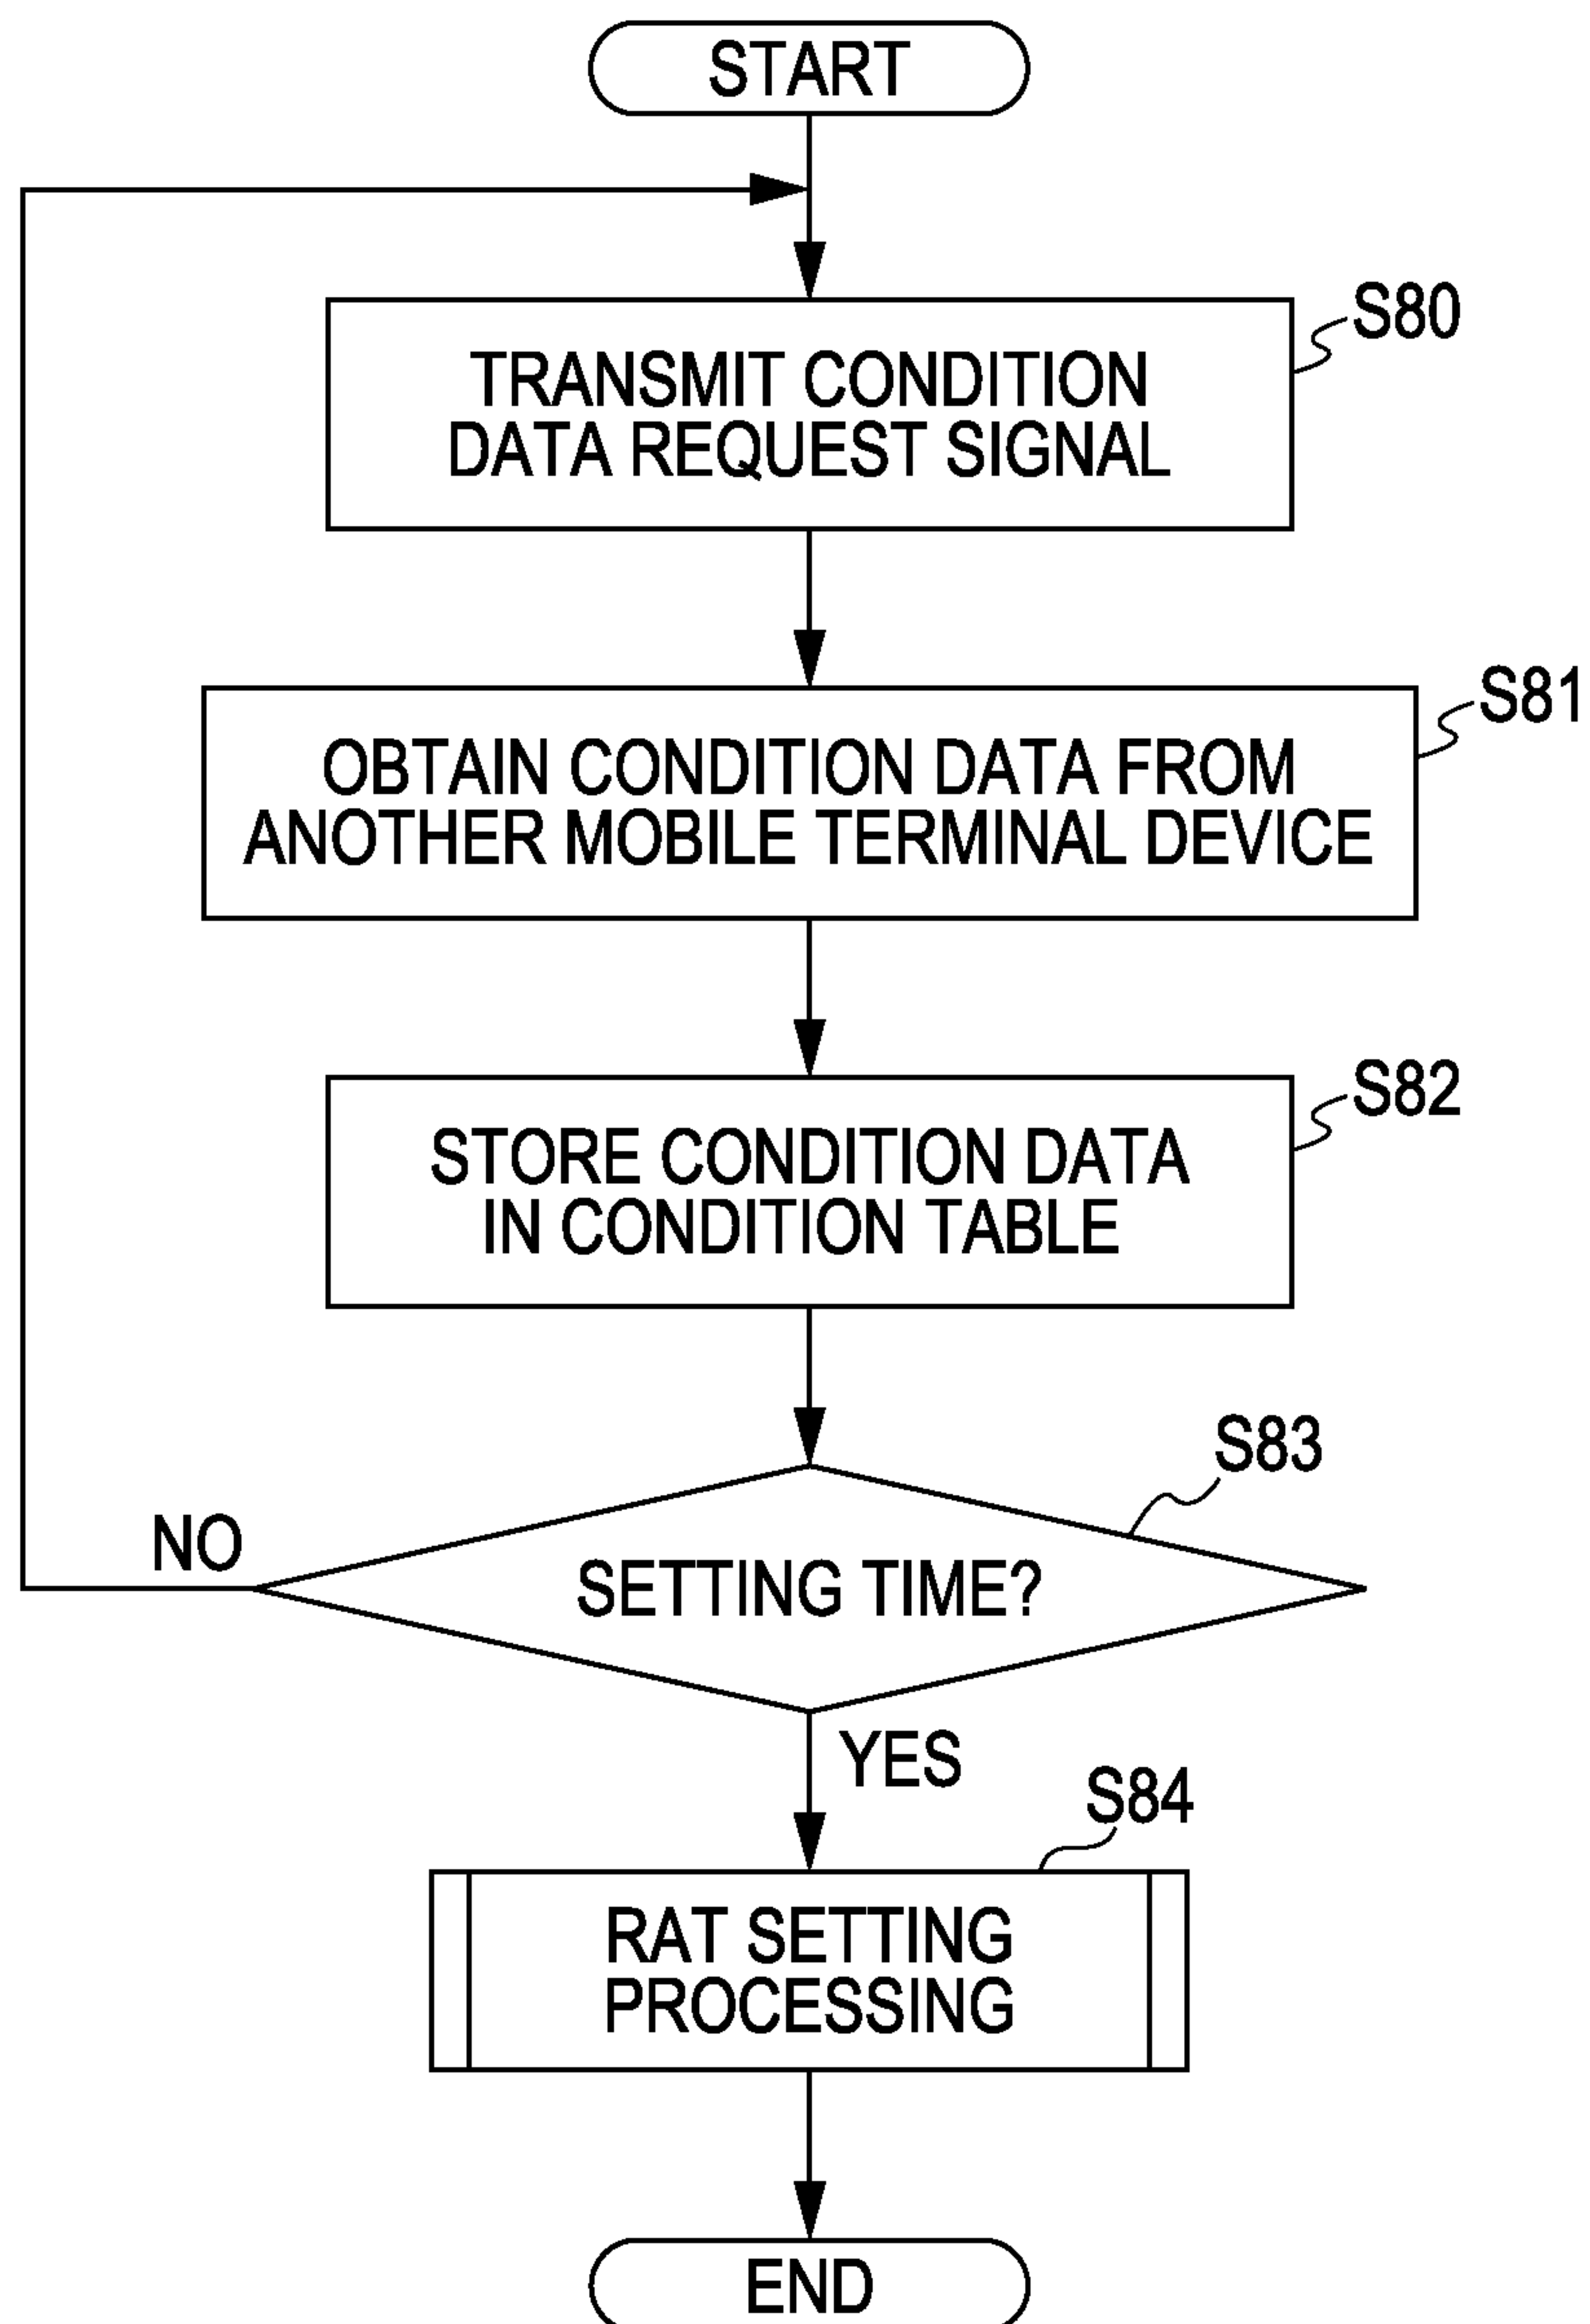 START
S80
TRANSMIT CONDITION
DATA REQUEST SIGNAL
S81
OBTAIN CONDITION DATA FROM
ANOTHER MOBILE TERMINAL DEVICE
S82
STORE CONDITION DATA
IN CONDITION TABLE
S83
NO
SETTING TIME?
YES
S84
RAT SETTING
PROCESSING
END